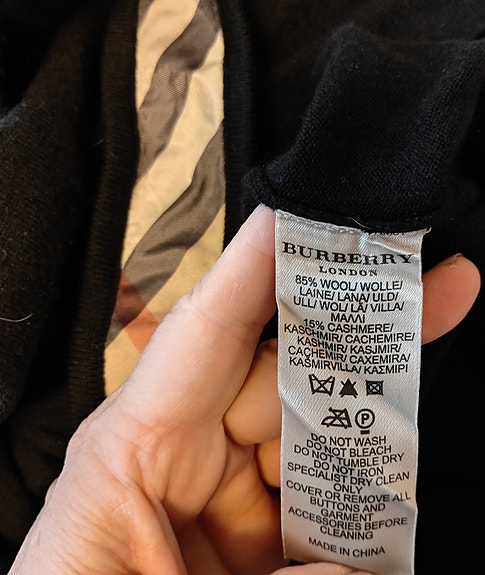 BURBERRY
LONDON
85% WOOL/ WOLLE/
LAINE/ LANA/ ULD/
ULL/ WOL/ LÃ/ VILLA/
ΜΑΛΛΙ
15% CASHMERE/
KASCHMIR/ CACHEMIRE/
KASHMIR/ KASJMIR/
CACHEMIR/ CAXEMIRA/
KAŠMIRVILLA/ ΚΑΣΜΙΡΙ
P
DO NOT WASH
DO NOT BLEACH
DO NOT TUMBLE DRY
DO NOT IRON
SPECIALIST DRY CLEAN
ONLY
COVER OR REMOVE ALL
BUTTONS AND
GARMENT
ACCESSORIES BEFORE
CLEANING
MADE IN CHINA